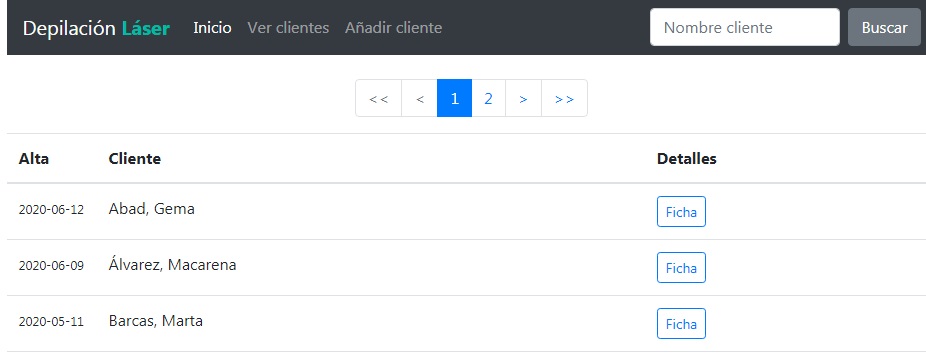 Depilación Láser Inicio Ver clientes Añadir cliente Nombre cliente Buscar
<< < 1 2 > >>
Alta Cliente Detalles
2020-06-12 Abad, Gema Ficha
2020-06-09 Álvarez, Macarena Ficha
2020-05-11 Barcas, Marta Ficha